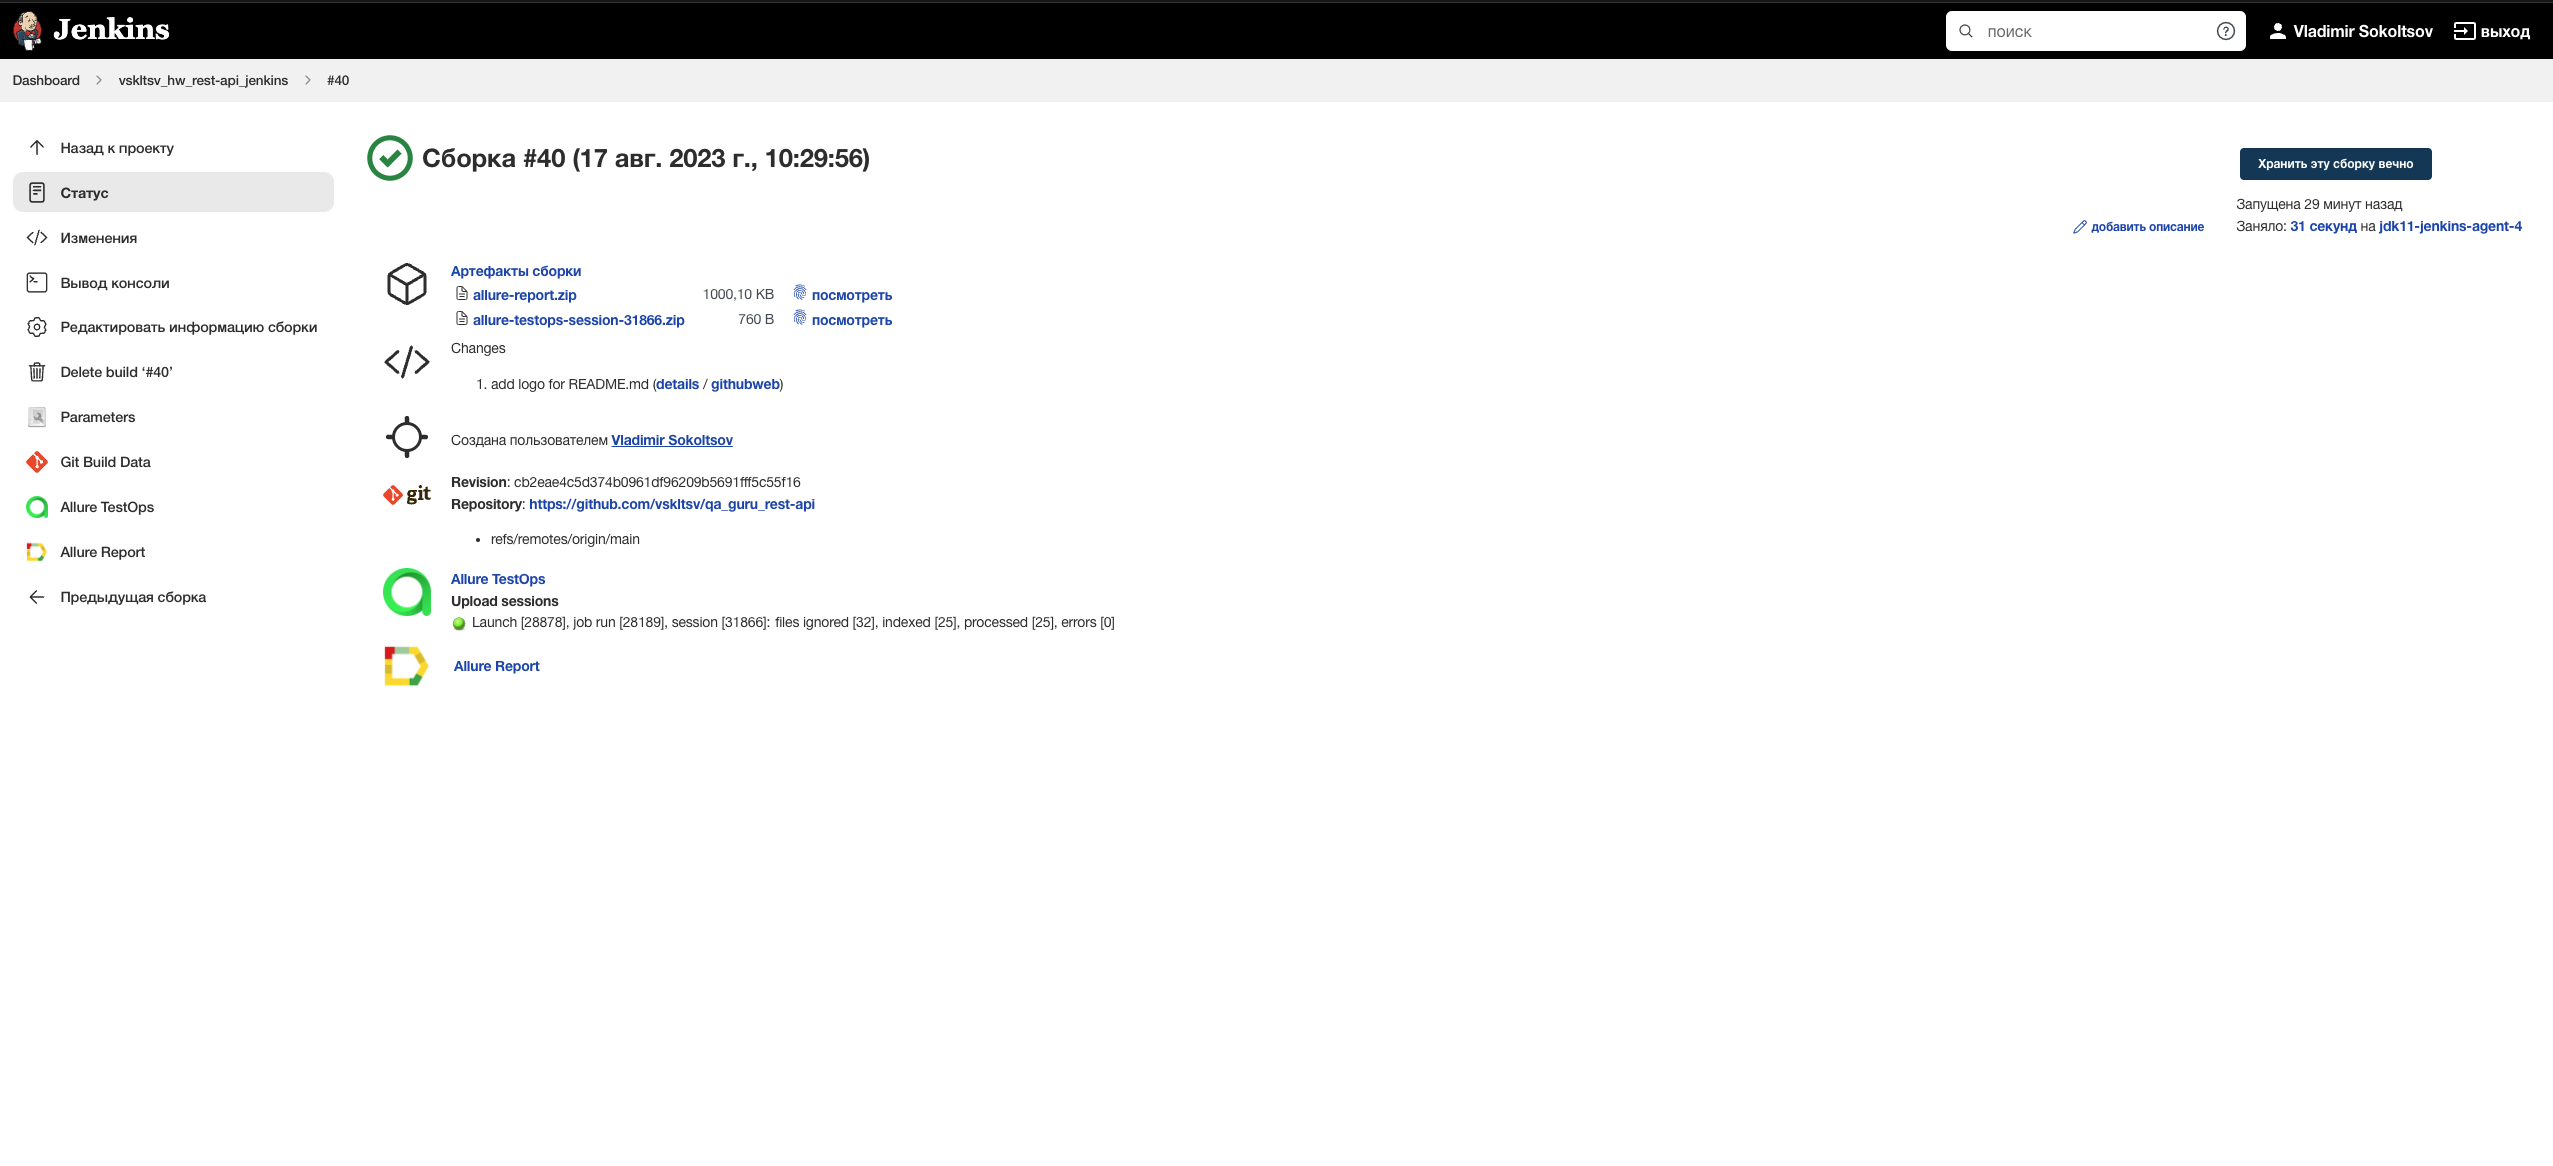 Jenkins
поиск
Vladimir Sokoltsov
выход
Dashboard
vskltsv_hw_rest-api_jenkins
#40
Назад к проекту
Статус
Изменения
Вывод консоли
Редактировать информацию сборки
Delete build ‘#40’
Parameters
Git Build Data
Allure TestOps
Allure Report
Предыдущая сборка
Сборка #40 (17 авг. 2023 г., 10:29:56)
Хранить эту сборку вечно
Запущена 29 минут назад
добавить описание
Заняло: 31 секунд на jdk11-jenkins-agent-4
Артефакты сборки
allure-report.zip 1000,10 KB посмотреть
allure-testops-session-31866.zip 760 B посмотреть
Changes
1. add logo for README.md (details / githubweb)
Создана пользователем Vladimir Sokoltsov
git
Revision: cb2eae4c5d374b0961df96209b5691fff5c55f16
Repository: https://github.com/vskltsv/qa_guru_rest-api
• refs/remotes/origin/main
Allure TestOps
Upload sessions
Launch [28878], job run [28189], session [31866]: files ignored [32], indexed [25], processed [25], errors [0]
Allure Report